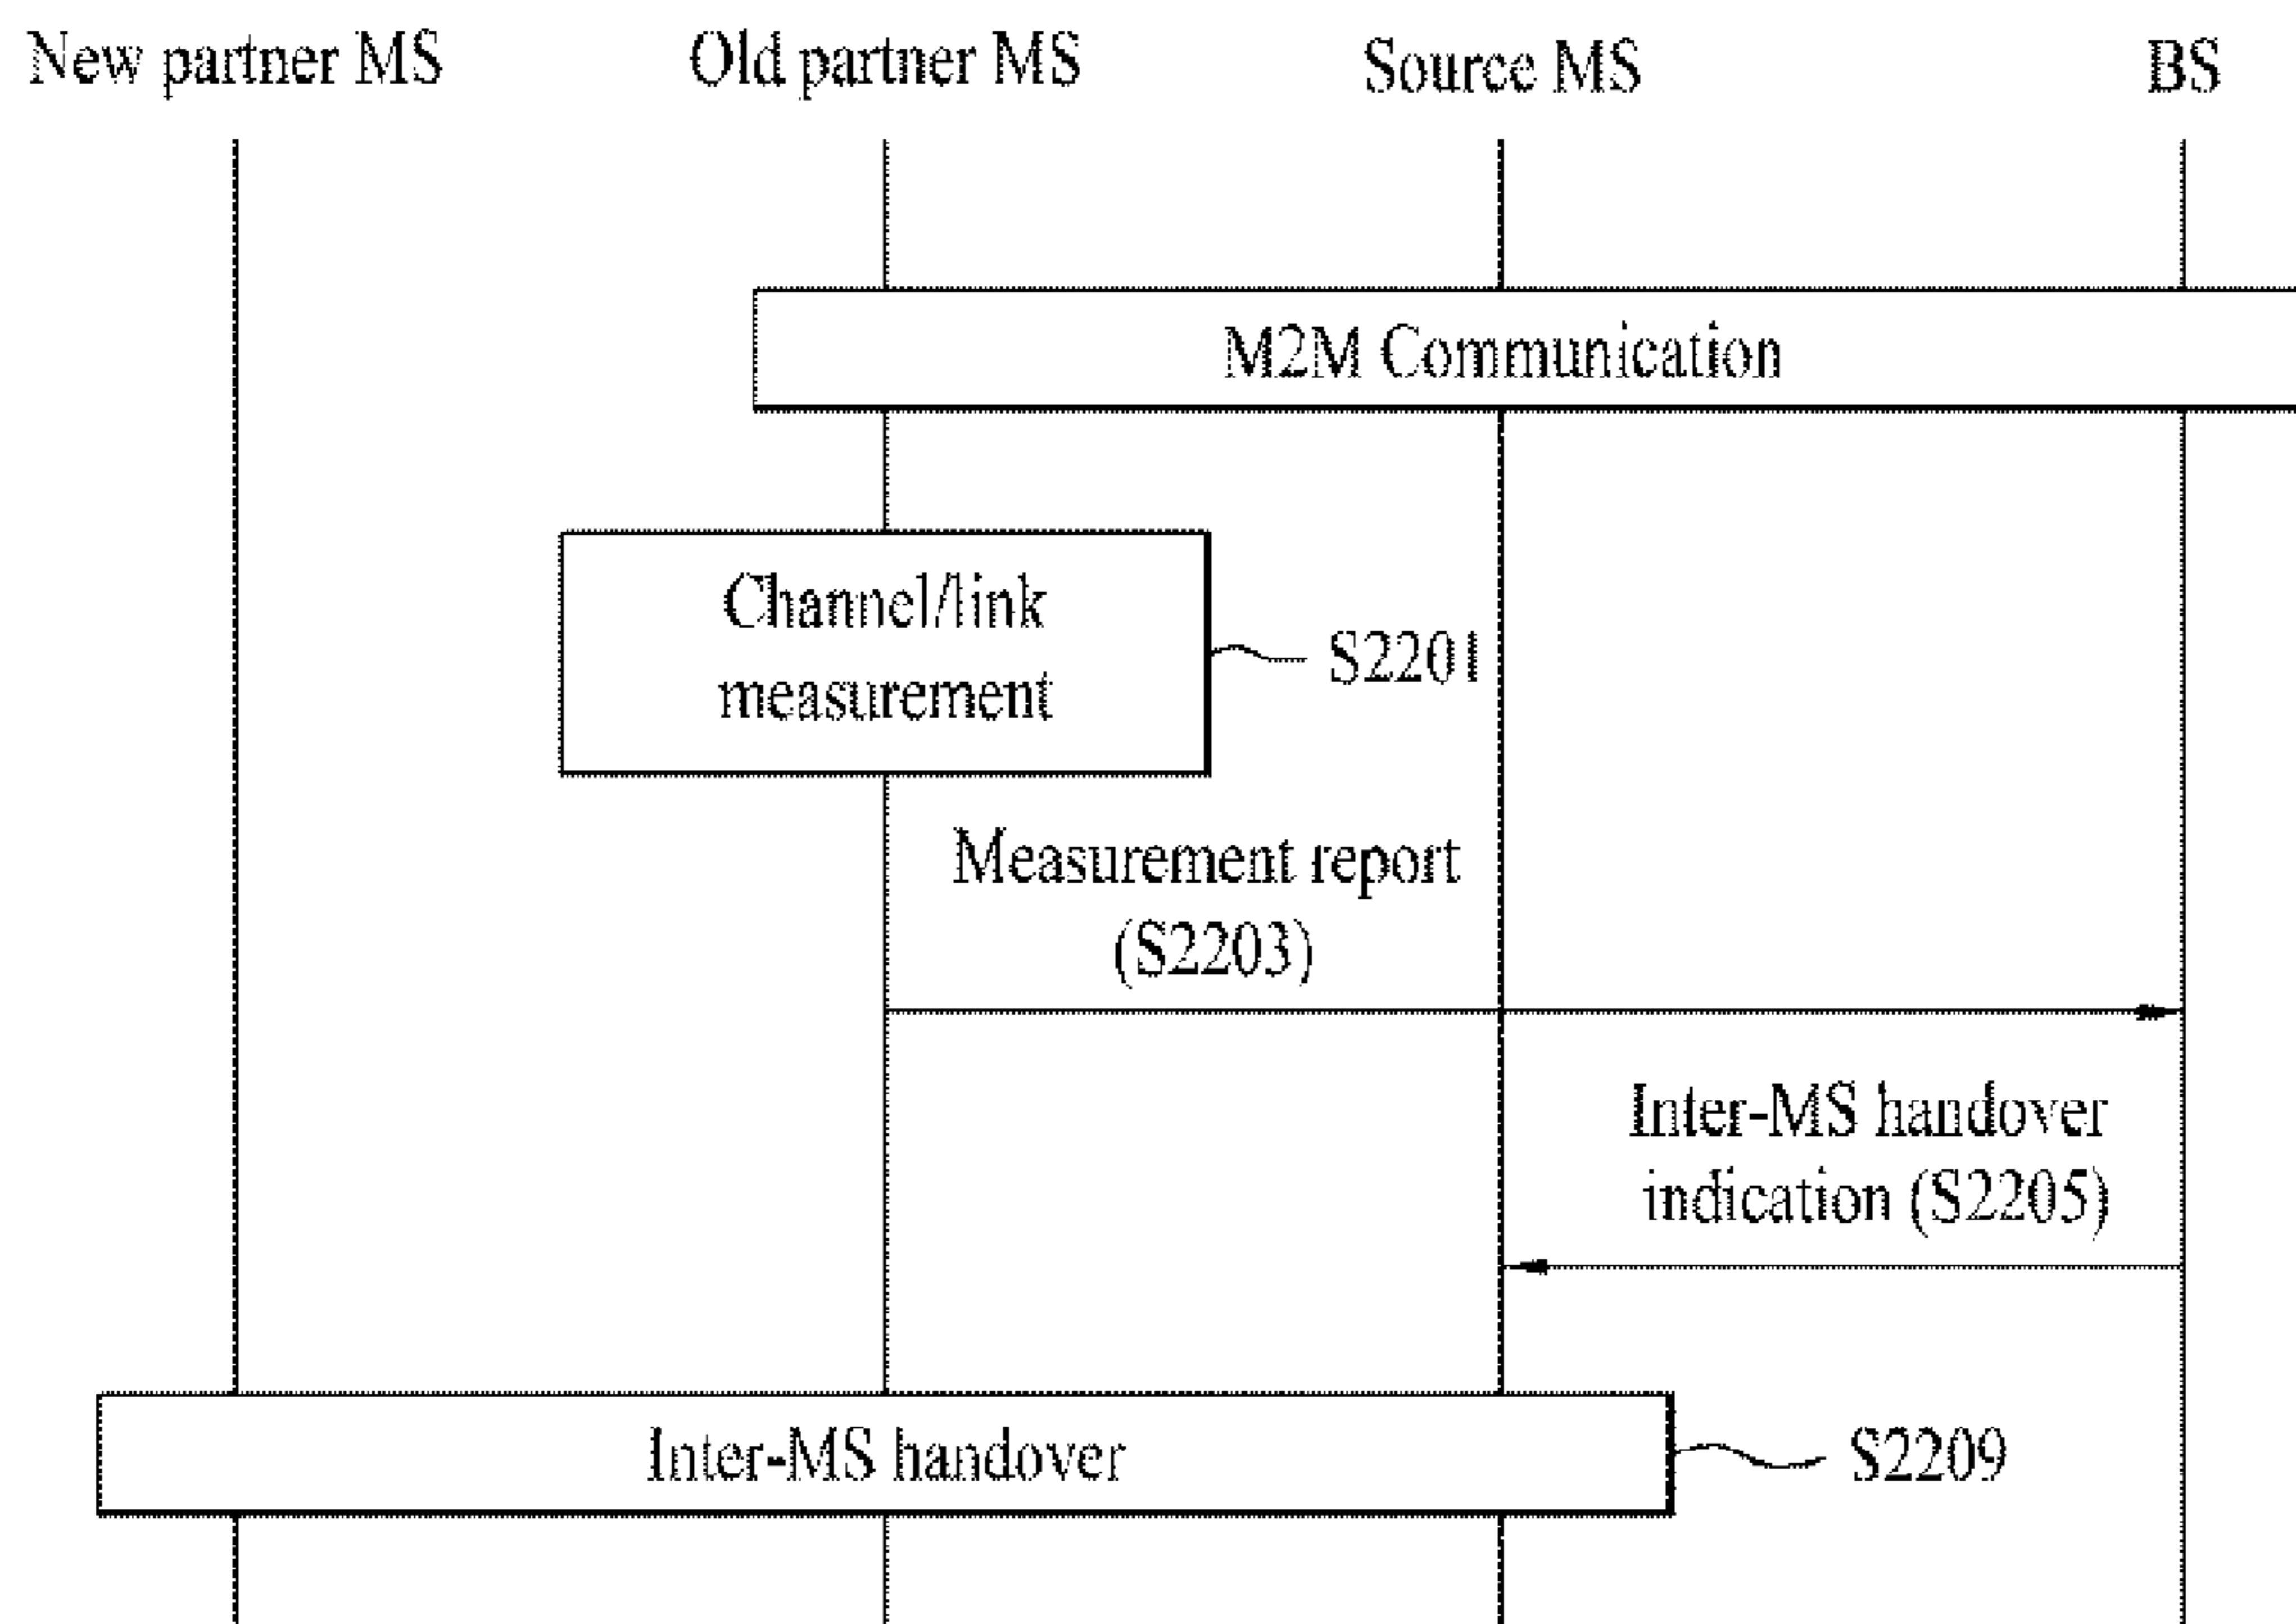 New partner MS
Old partner MS
Source MS
BS
M2M Communication
Channel/link
measurement
S2201
Measurement report
(S2203)
Inter-MS handover
indication (S2205)
Inter-MS handover
S2209